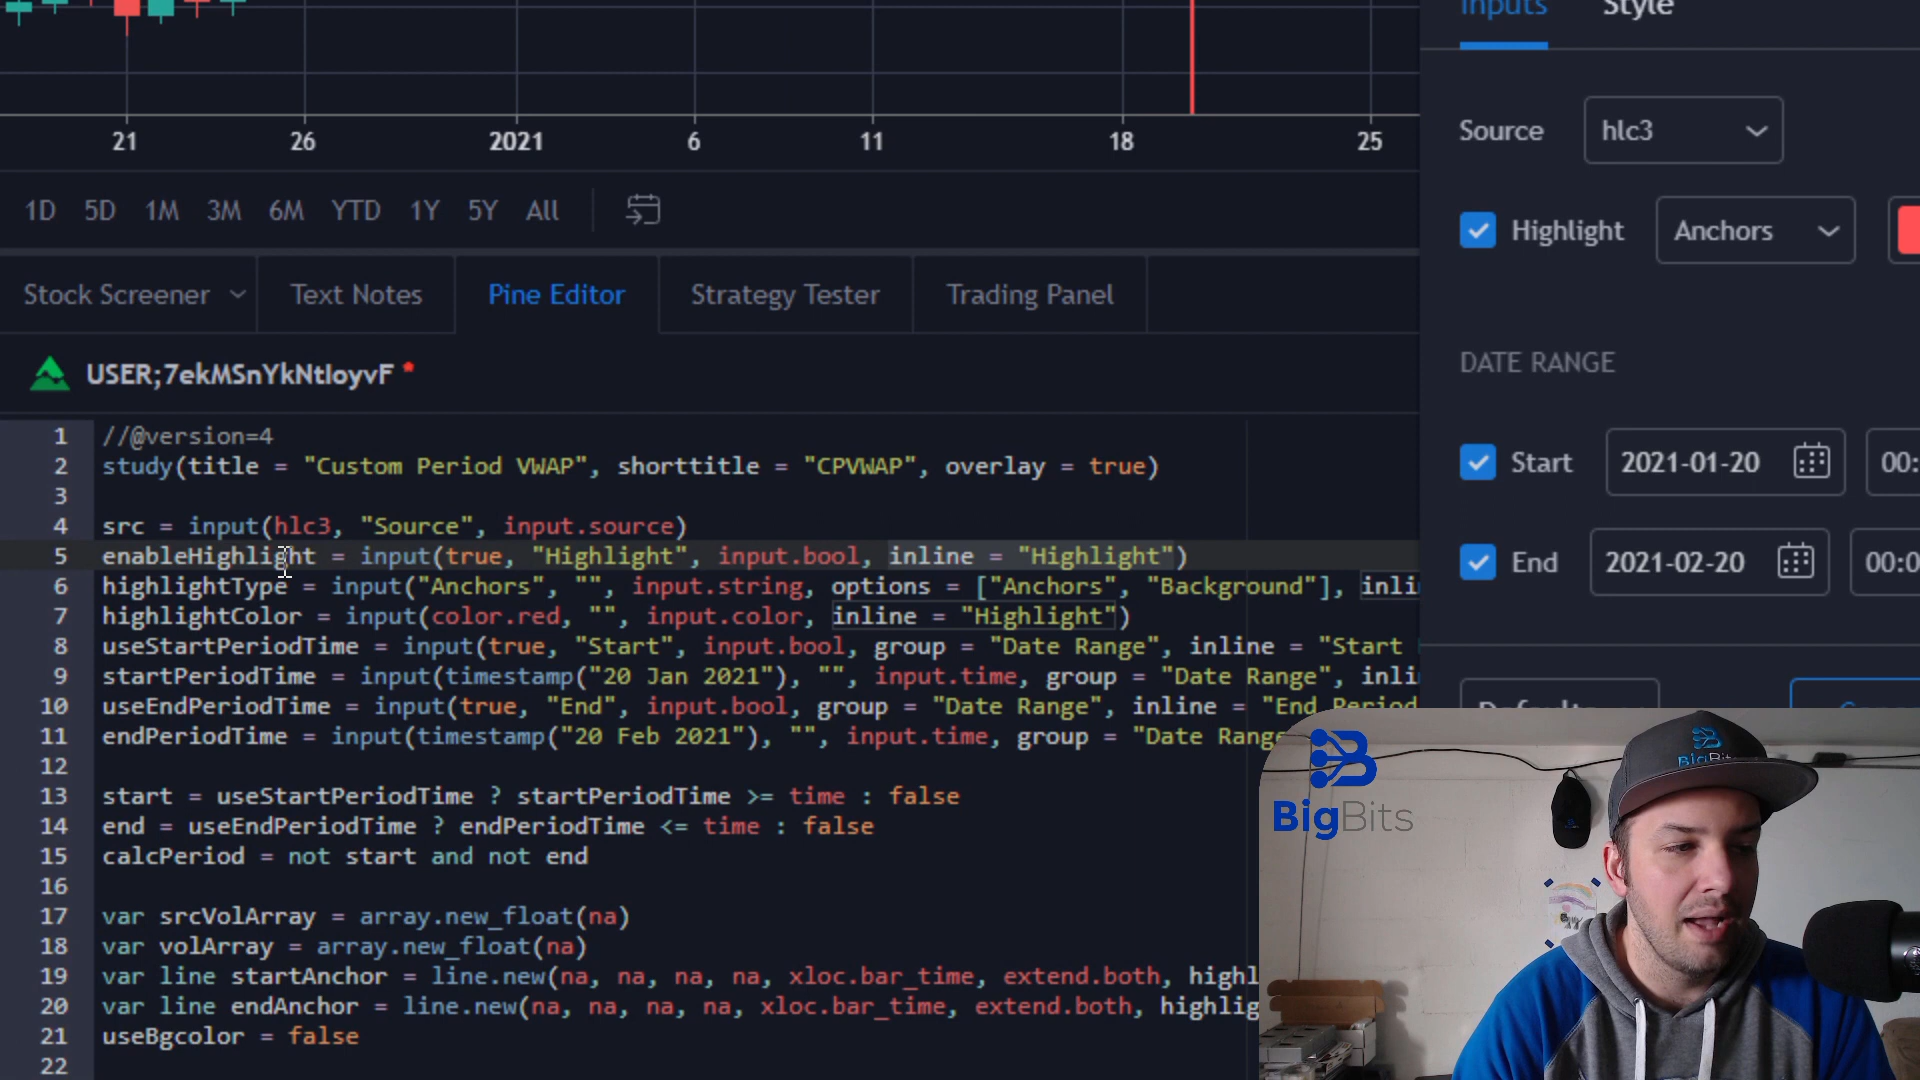 Inputs Style
21 26 2021 6 11 18 25
Source hlc3
1D 5D 1M 3M 6M YTD 1Y 5Y All
Highlight Anchors
Stock Screener Text Notes Pine Editor Strategy Tester Trading Panel
DATE RANGE
USER;7ekMSnYkNtIoyvF *
Start 2021-01-20 00:
End 2021-02-20 00:0
1 //@version=4
2 study(title = "Custom Period VWAP", shorttitle = "CPVWAP", overlay = true)
3
4 src = input(hlc3, "Source", input.source)
5 enableHighlight = input(true, "Highlight", input.bool, inline = "Highlight")
6 highlightType = input("Anchors", "", input.string, options = ["Anchors", "Background"], inli
7 highlightColor = input(color.red, "", input.color, inline = "Highlight")
8 useStartPeriodTime = input(true, "Start", input.bool, group = "Date Range", inline = "Start
9 startPeriodTime = input(timestamp("20 Jan 2021"), "", input.time, group = "Date Range", inli
10 useEndPeriodTime = input(true, "End", input.bool, group = "Date Range", inline = "End Period
11 endPeriodTime = input(timestamp("20 Feb 2021"), "", input.time, group = "Date Range
12
13 start = useStartPeriodTime ? startPeriodTime >= time : false
14 end = useEndPeriodTime ? endPeriodTime <= time : false
15 calcPeriod = not start and not end
16
17 var srcVolArray = array.new_float(na)
18 var volArray = array.new_float(na)
19 var line startAnchor = line.new(na, na, na, na, xloc.bar_time, extend.both, highl
20 var line endAnchor = line.new(na, na, na, na, xloc.bar_time, extend.both, highlig
21 useBgcolor = false
22
BigBits